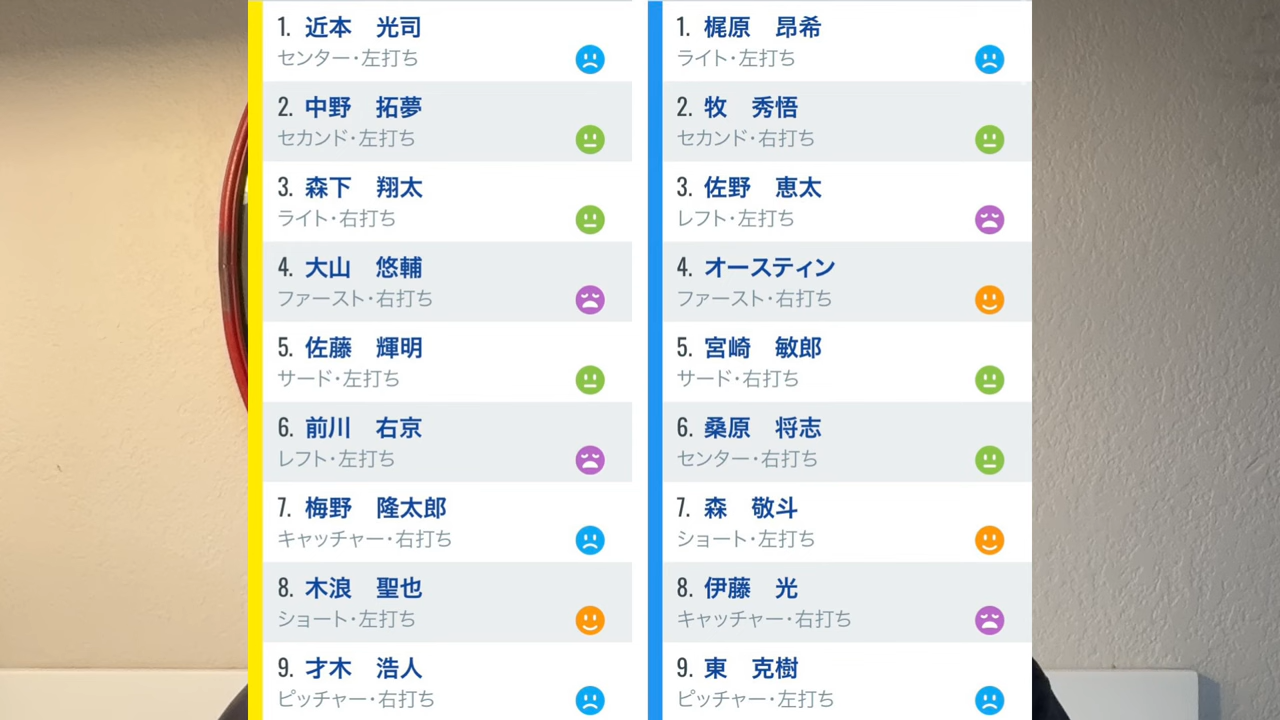 1. 近本 光司
センター・左打ち
2. 中野 拓夢
セカンド・左打ち
3. 森下 翔太
ライト・右打ち
4. 大山 悠輔
ファースト・右打ち
5. 佐藤 輝明
サード・左打ち
6. 前川 右京
レフト・左打ち
7. 梅野 隆太郎
キャッチャー・右打ち
8. 木浪 聖也
ショート・左打ち
9. 才木 浩人
ピッチャー・右打ち
1. 梶原 昂希
ライト・左打ち
2. 牧 秀悟
セカンド・右打ち
3. 佐野 恵太
レフト・左打ち
4. オースティン
ファースト・右打ち
5. 宮崎 敏郎
サード・右打ち
6. 桑原 将志
センター・右打ち
7. 森 敬斗
ショート・左打ち
8. 伊藤 光
キャッチャー・右打ち
9. 東 克樹
ピッチャー・左打ち